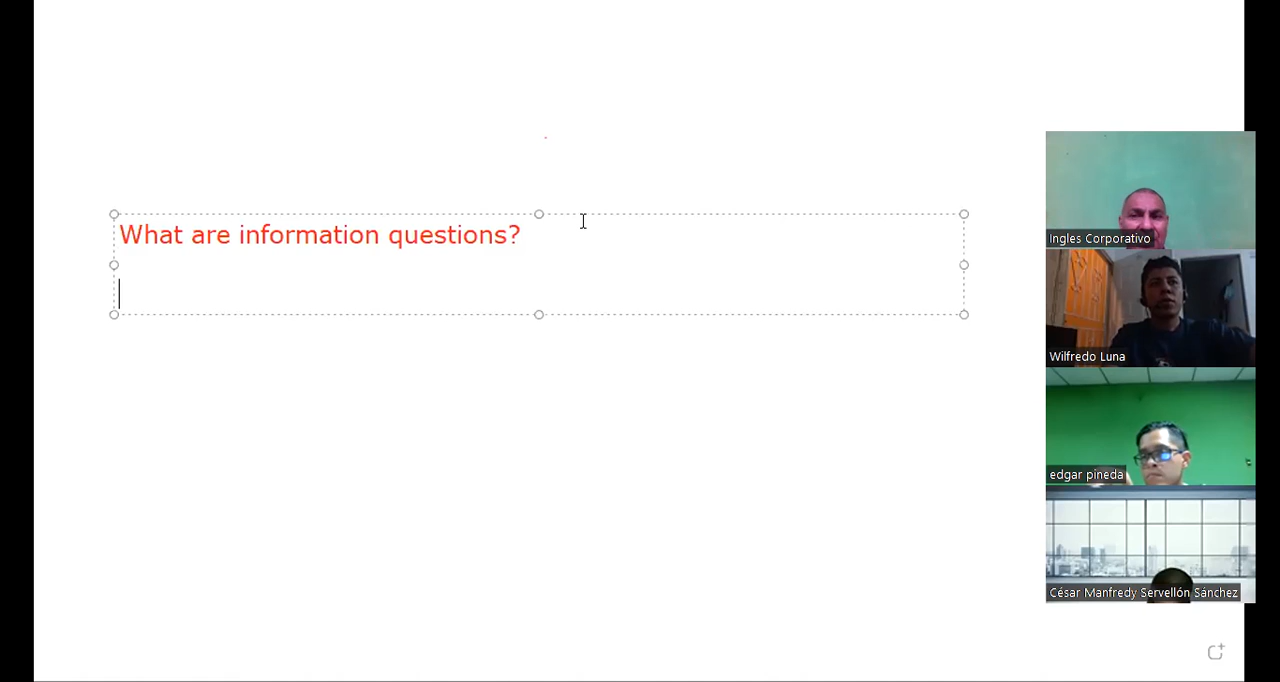 What are information questions?
Ingles Corporativo
Wilfredo Luna
edgar pineda
César Manfredy Servellón Sánchez